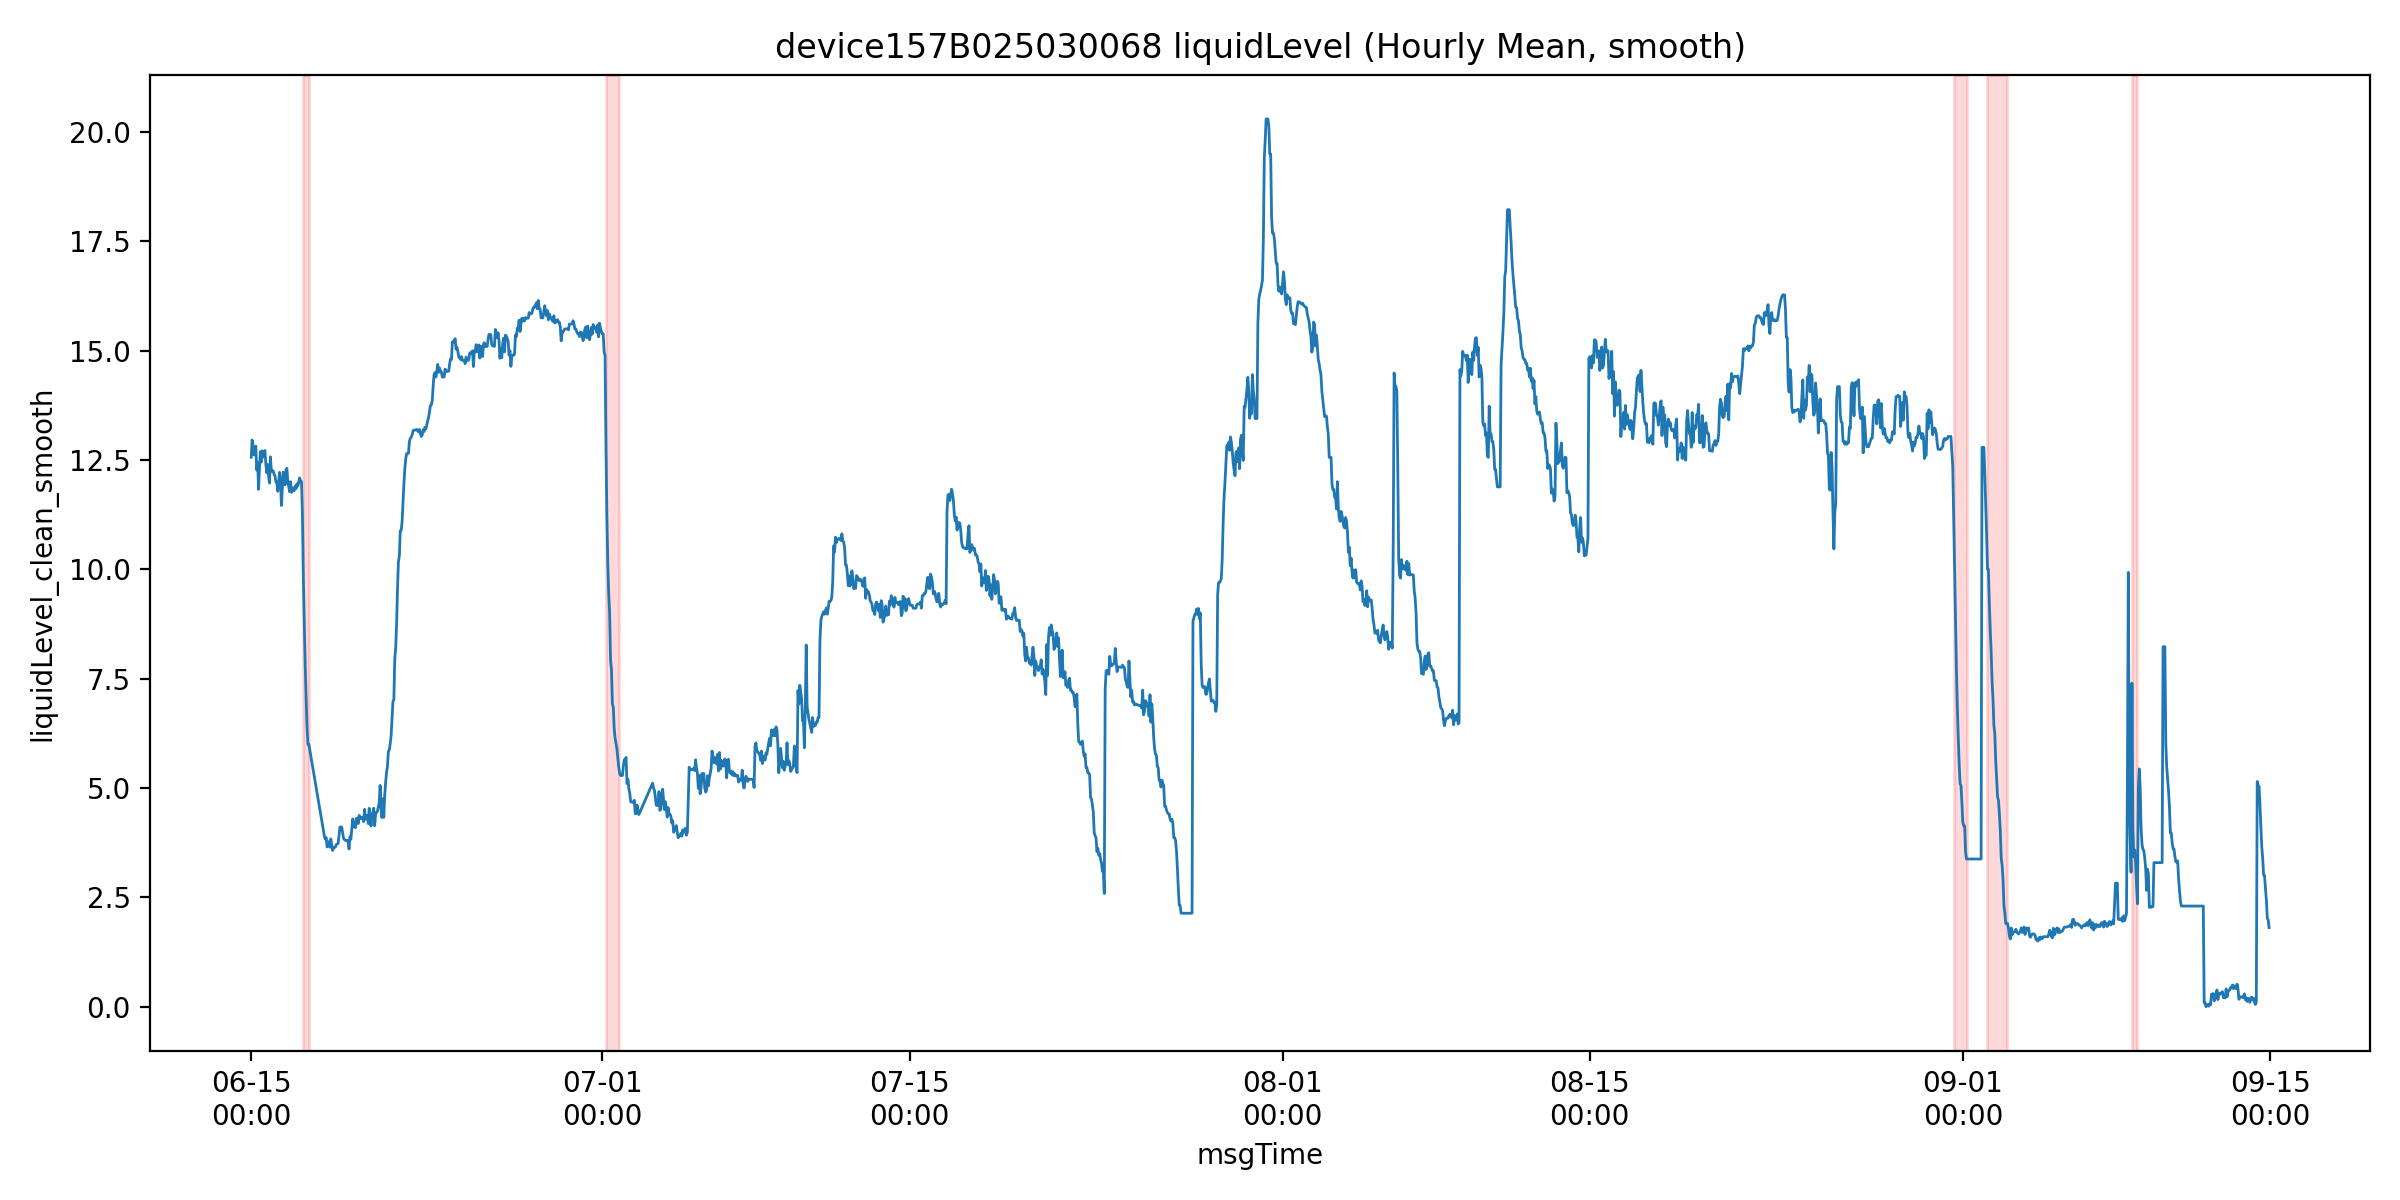 device157B025030068 liquidLevel (Hourly Mean, smooth)
liquidLevel_clean_smooth
20.0
17.5
15.0
12.5
10.0
7.5
5.0
2.5
0.0
06-15 07-01 07-15 08-01 08-15 09-01 09-15
00:00 00:00 00:00 00:00 00:00 00:00 00:00
msgTime